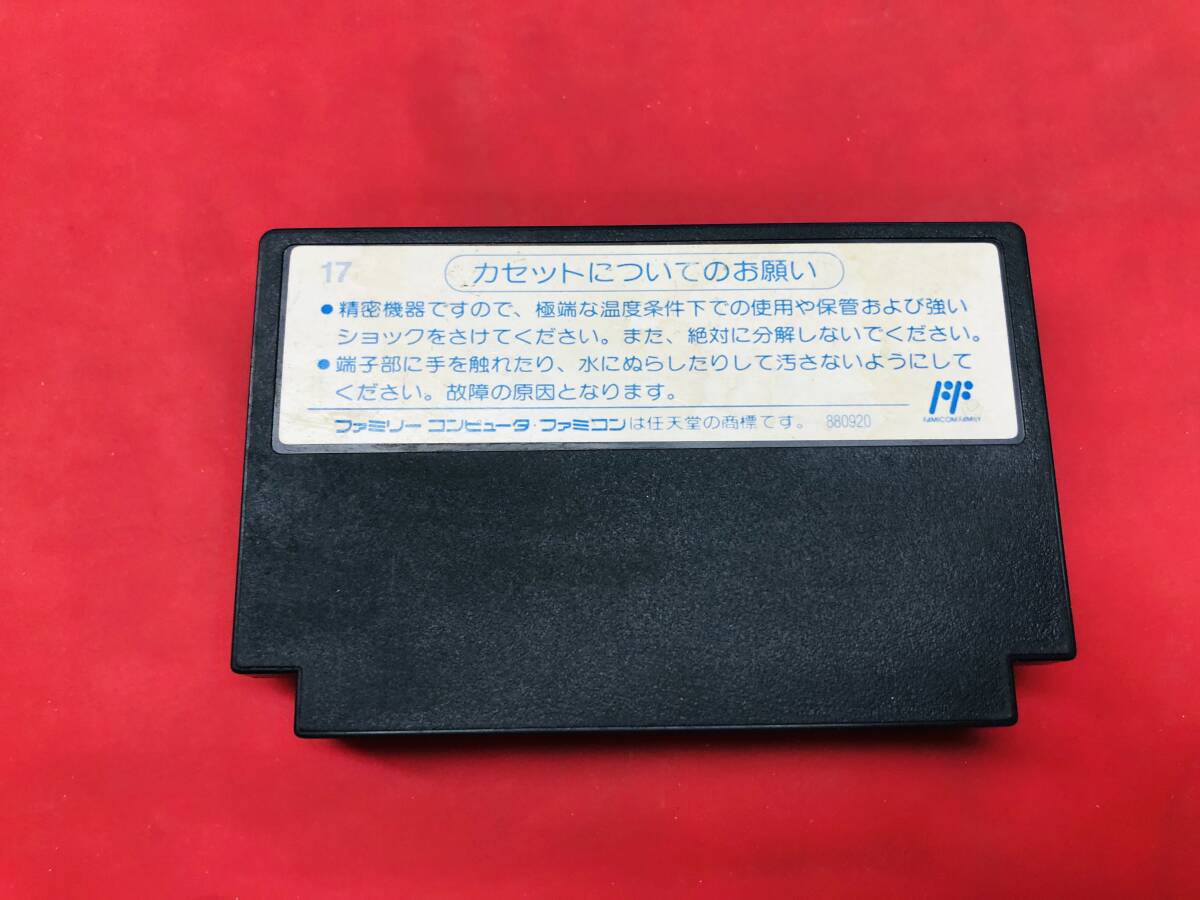 17
カセットについてのお願い
●精密機器ですので、極端な温度条件下での使用や保管および強い
ショックをさけてください。また、絶対に分解しないでください。
●端子部に手を触れたり、水にぬらしたりして汚さないようにして
ください。故障の原因となります。
FAMICOM FAMILY
ファミリーコンピュータ・ファミコンは任天堂の商標です。 880920